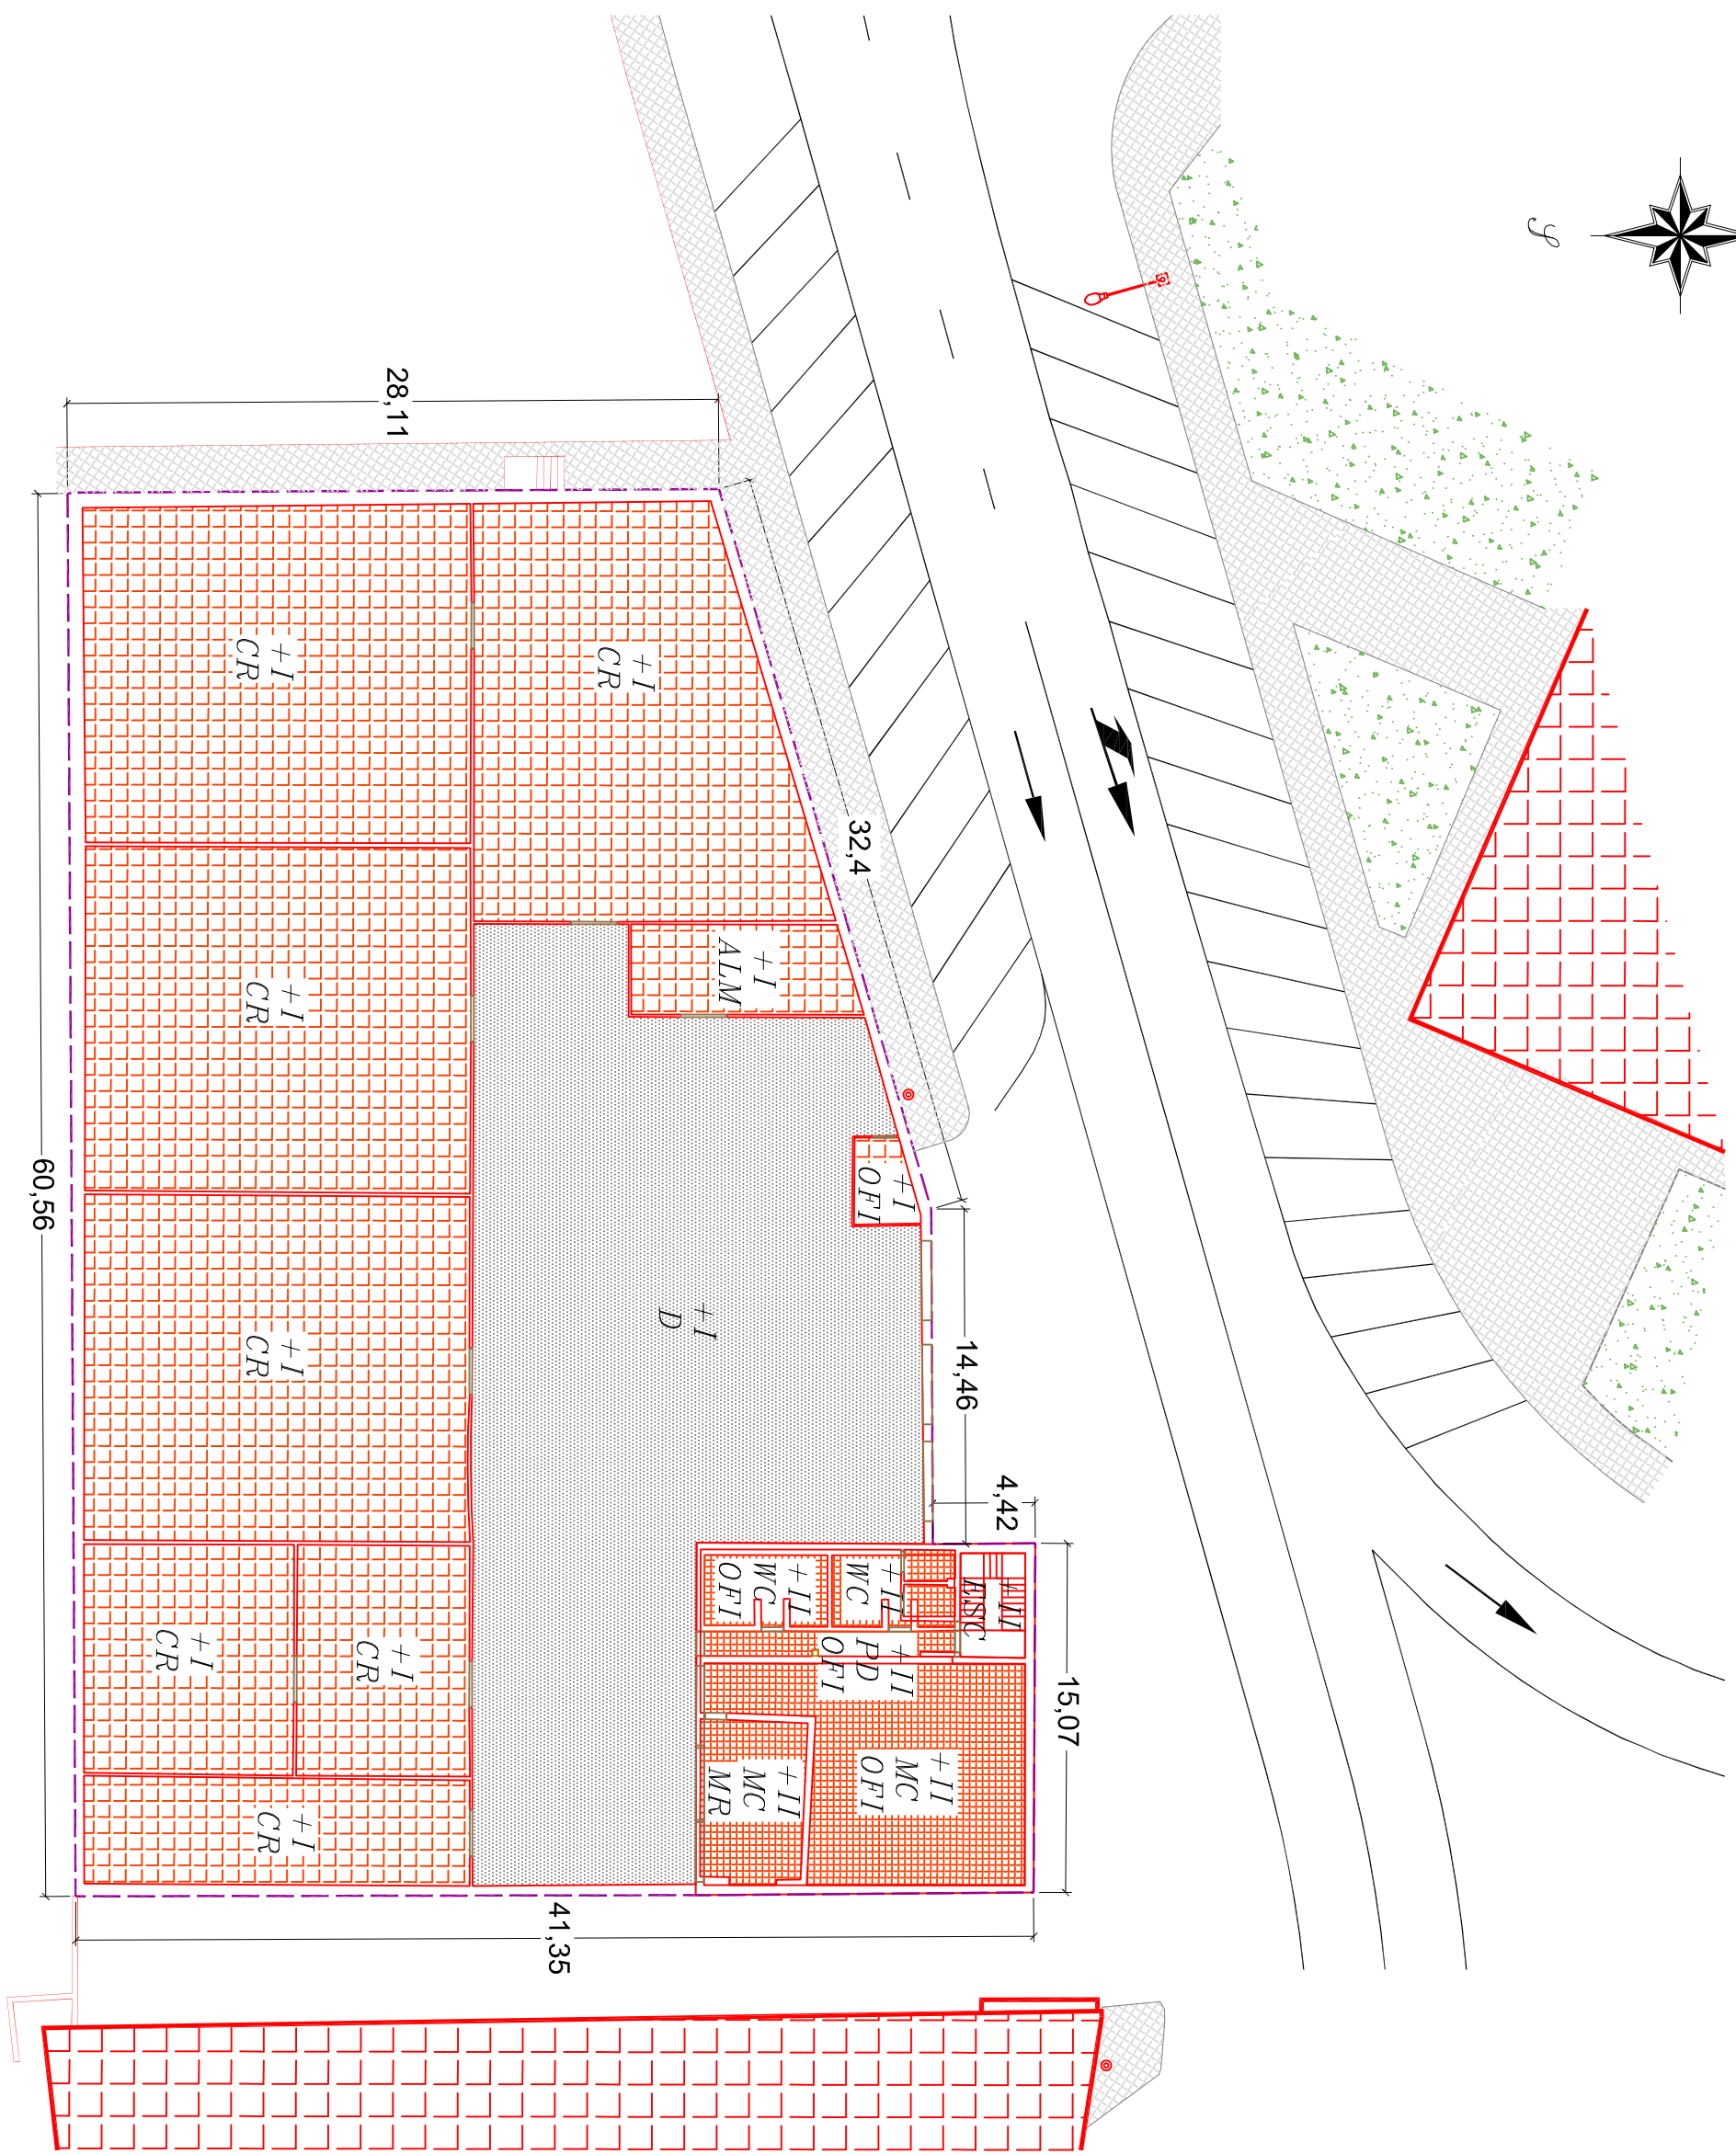 S
28,11
32,4
60,56
14,46
4,42
15,07
41,35
+I
CR
+I
CR
+I
ALM
+I
CR
+I
OFI
+I
D
+I
CR
+II
ESC
+II
WC
+II
WC
OFI
+II
PD
OFI
+II
MC
OFI
+II
MC
MR
+I
CR
+I
CR
+I
CR